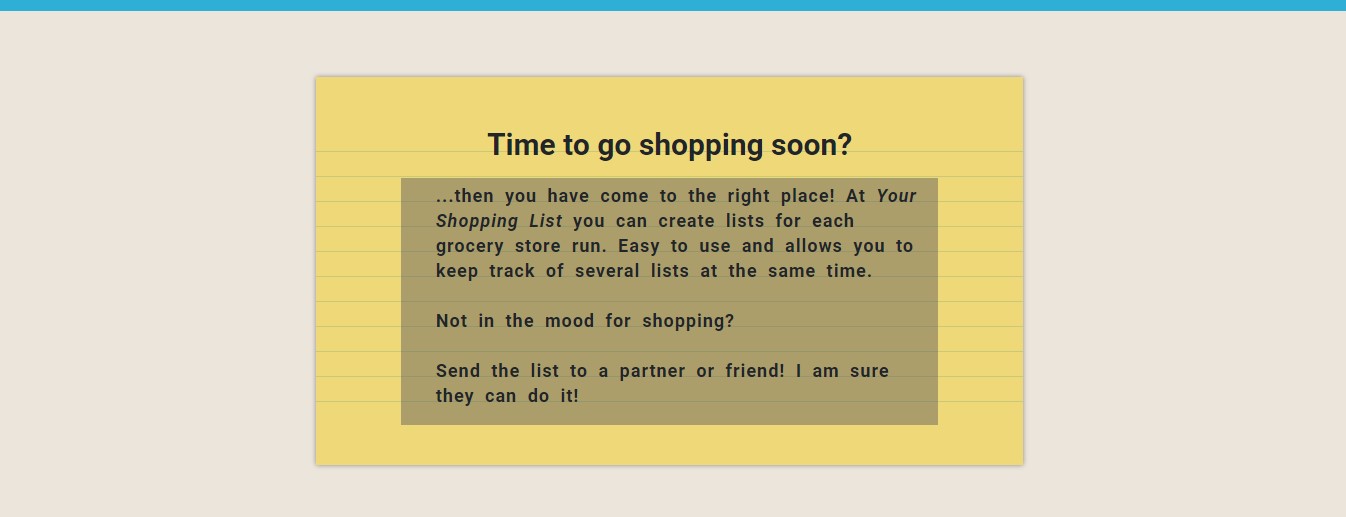 Time to go shopping soon?
...then you have come to the right place! At Your
Shopping List you can create lists for each
grocery store run. Easy to use and allows you to
keep track of several lists at the same time.
Not in the mood for shopping?
Send the list to a partner or friend! I am sure
they can do it!